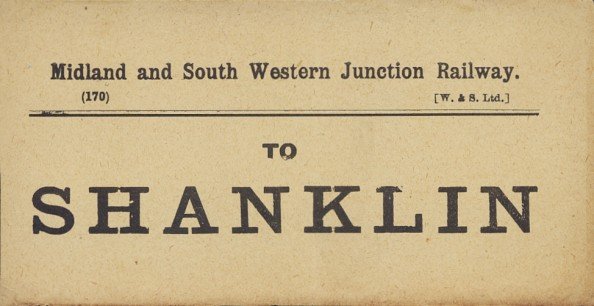 Midland and South Western Junction Railway.
(170) [W. & S. Ltd.]
TO
SHANKLIN